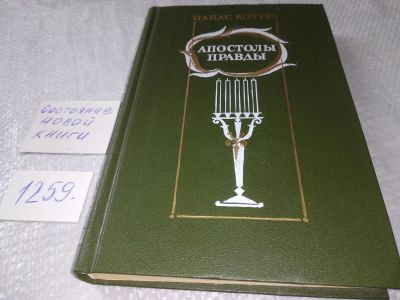 ПАНАС КОЧУРА
АПОСТОЛЫ
ПРАВДЫ
Состояние
новой
книги
1259.